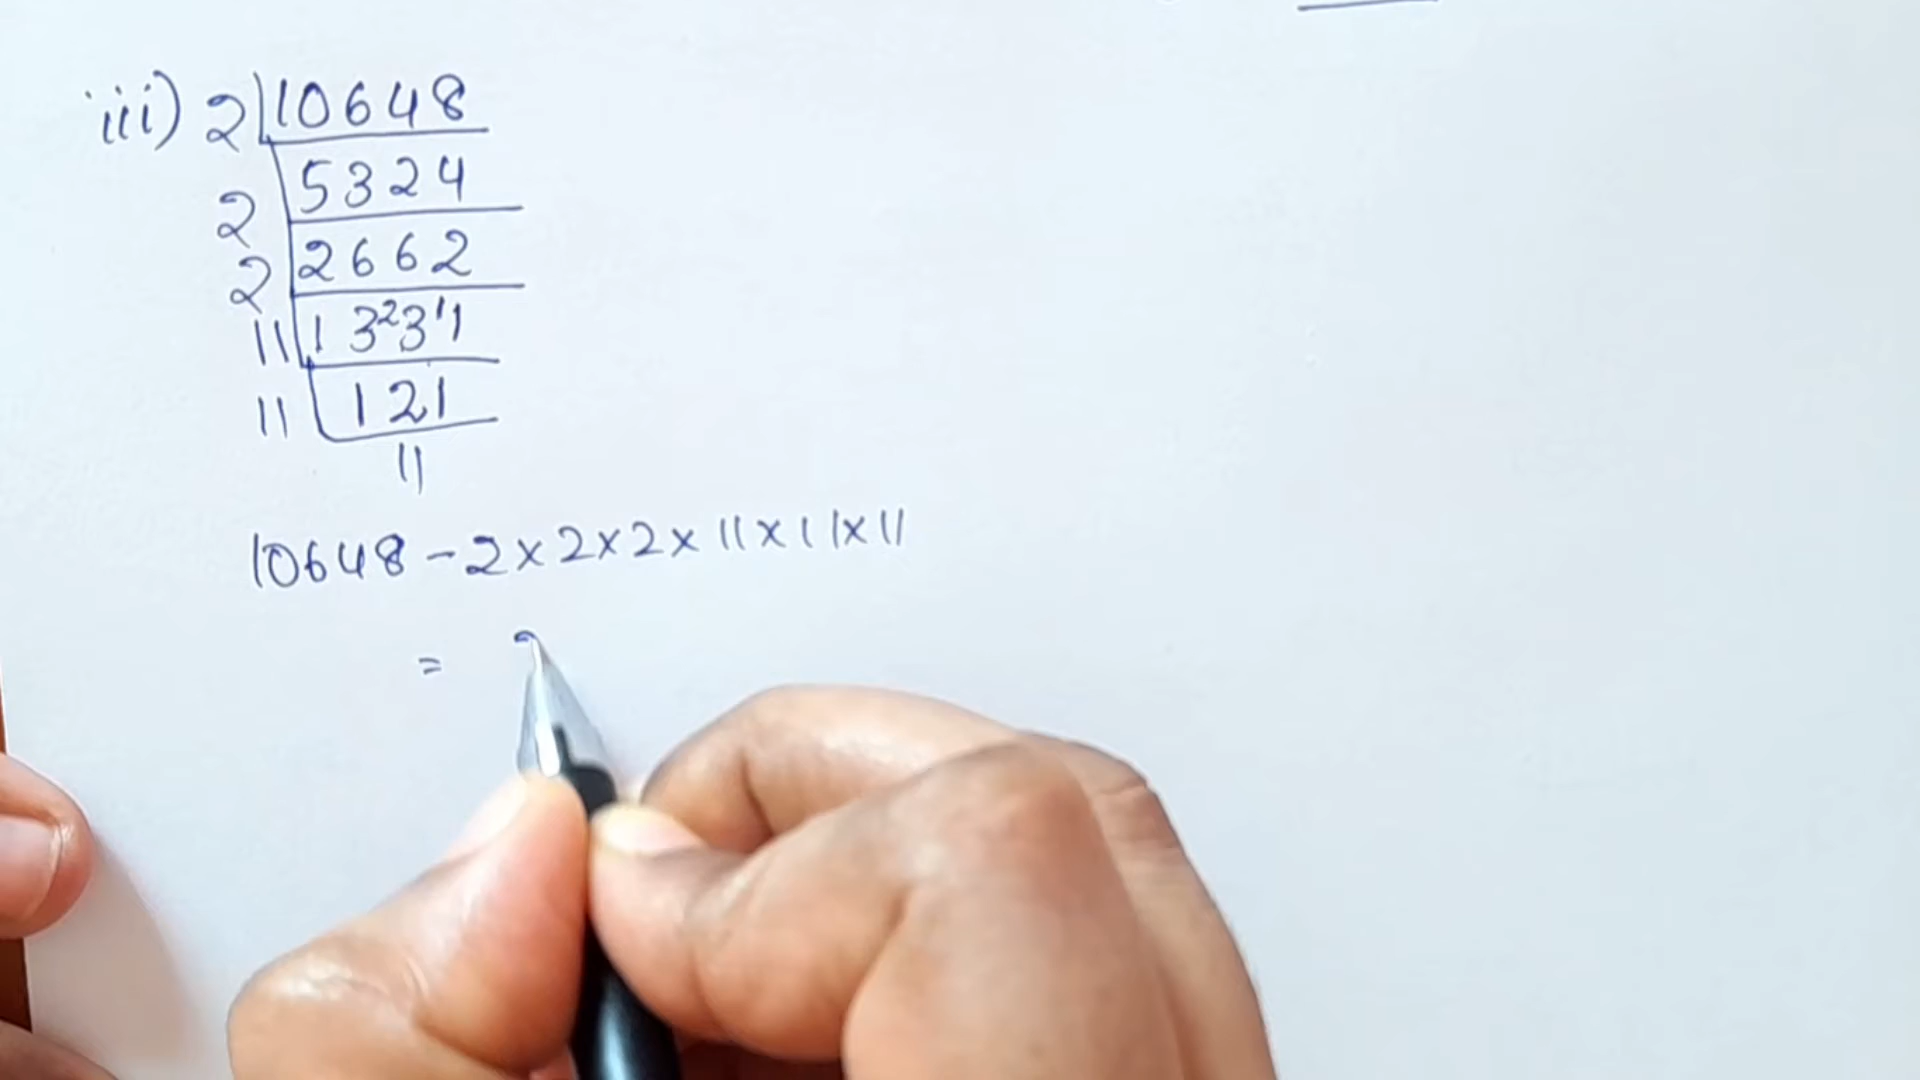 iii) 2 | 10648
2 | 5324
2 | 2662
11 | 1 3²3¹1
11 | 121
11
10648 - 2 × 2 × 2 × 11 × 11 × 11
=